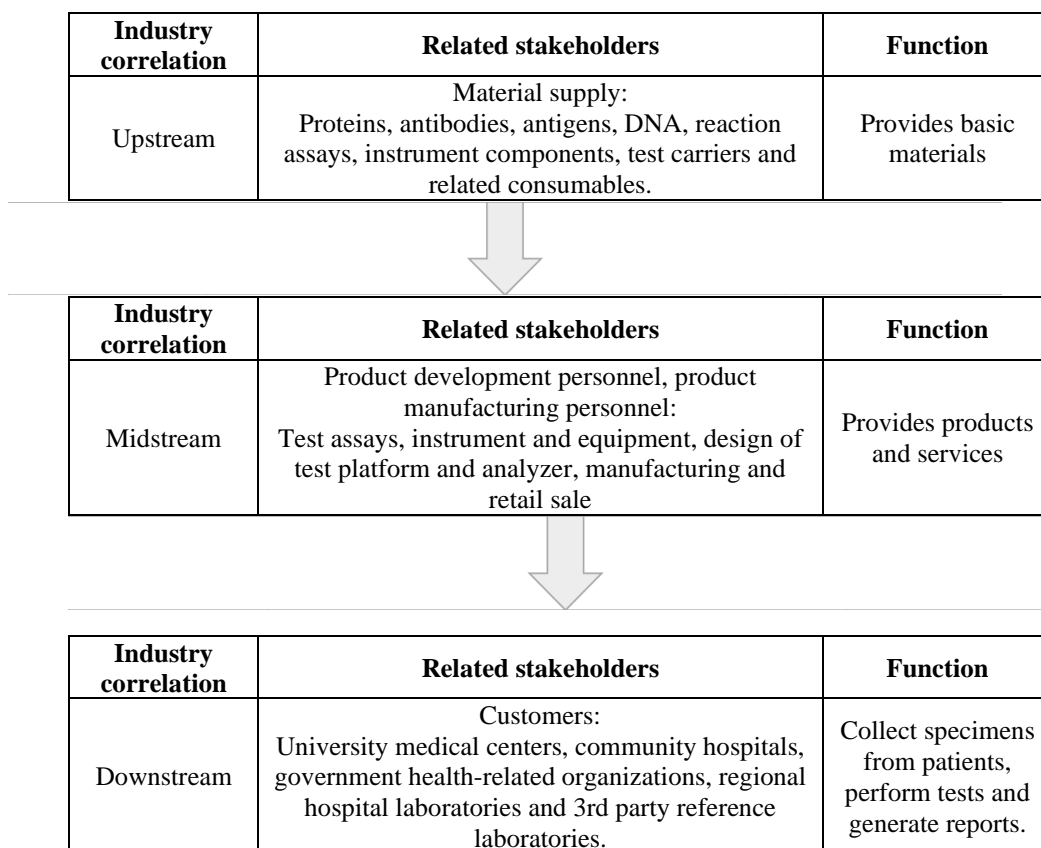 Industry correlation
Related stakeholders
Function
Upstream
Material supply:
Proteins, antibodies, antigens, DNA, reaction
assays, instrument components, test carriers and
related consumables.
Provides basic
materials
Industry
correlation
Related stakeholders
Function
Midstream
Product development personnel, product
manufacturing personnel:
Test assays, instrument and equipment, design of
test platform and analyzer, manufacturing and
retail sale
Provides products
and services
Industry
correlation
Related stakeholders
Function
Downstream
Customers:
University medical centers, community hospitals,
government health-related organizations, regional
hospital laboratories and 3rd party reference
laboratories.
Collect specimens
from patients,
perform tests and
generate reports.